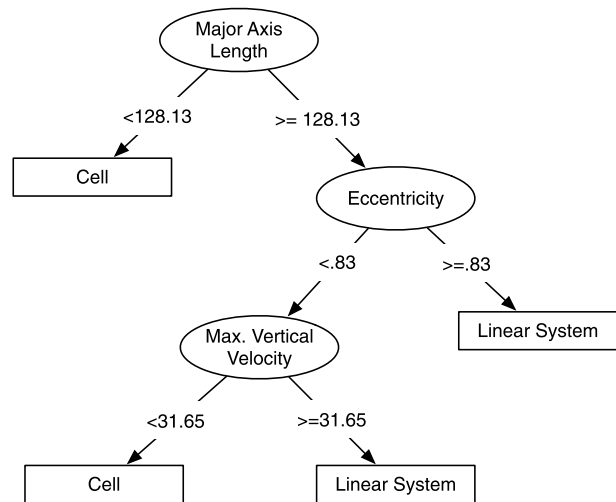 Major Axis
Length
<128.13
>= 128.13
Cell
Eccentricity
<.83
>=.83
Max. Vertical
Velocity
Linear System
<31.65
>=31.65
Cell
Linear System